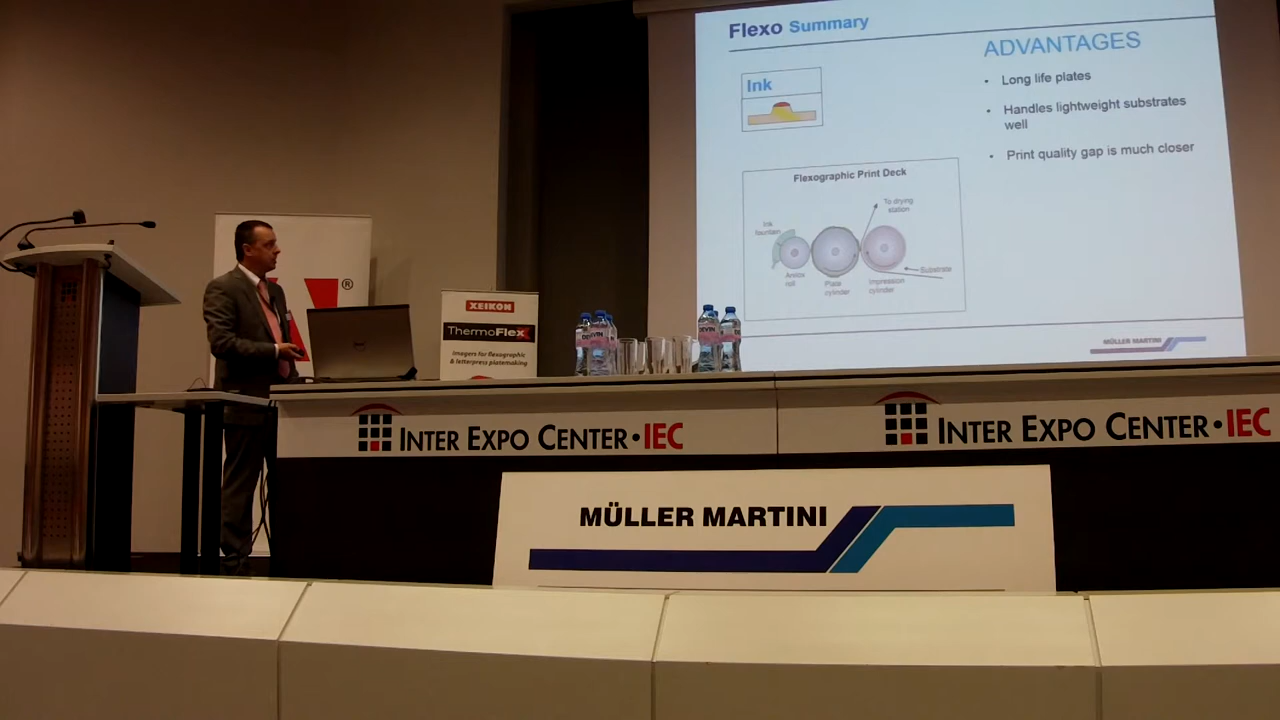 Flexo Summary
ADVANTAGES
Ink
• Long life plates
• Handles lightweight substrates
well
• Print quality gap is much closer
Flexographic Print Deck
To drying
station
Ink
fountain
Anilox
roll
Plate
cylinder
Impression
cylinder
Substrate
MÜLLER MARTINI
®
XEIKON
ThermoFlexX
Imagers for flexographic
& letterpress platemaking
DEVIN
INTER EXPO CENTER•IEC
INTER EXPO CENTER•IEC
MÜLLER MARTINI